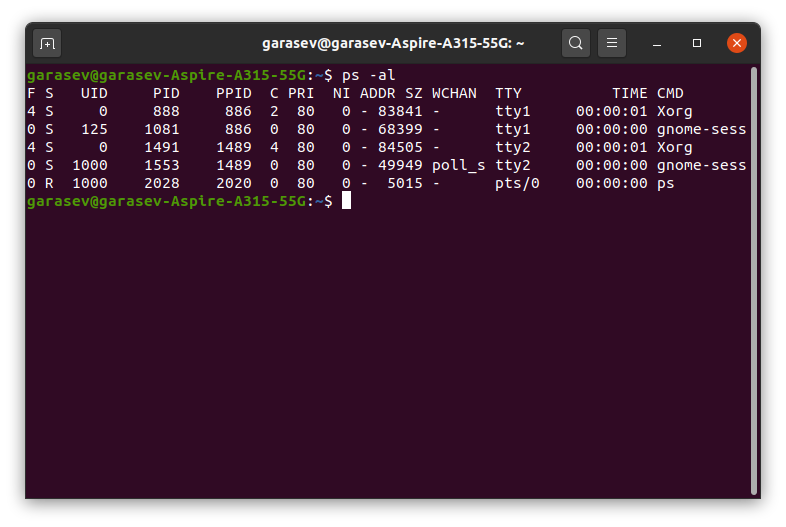 garasev@garasev-Aspire-A315-55G: ~
garasev@garasev-Aspire-A315-55G:~$ ps -al
F S   UID     PID    PPID  C PRI  NI ADDR SZ WCHAN  TTY          TIME CMD
4 S     0     888     886  2  80   0 - 83841 -      tty1     00:00:01 Xorg
0 S   125    1081     886  0  80   0 - 68399 -      tty1     00:00:00 gnome-sess
4 S     0    1491    1489  4  80   0 - 84505 -      tty2     00:00:01 Xorg
0 S  1000    1553    1489  0  80   0 - 49949 poll_s tty2     00:00:00 gnome-sess
0 R  1000    2028    2020  0  80   0 -  5015 -      pts/0    00:00:00 ps
garasev@garasev-Aspire-A315-55G:~$